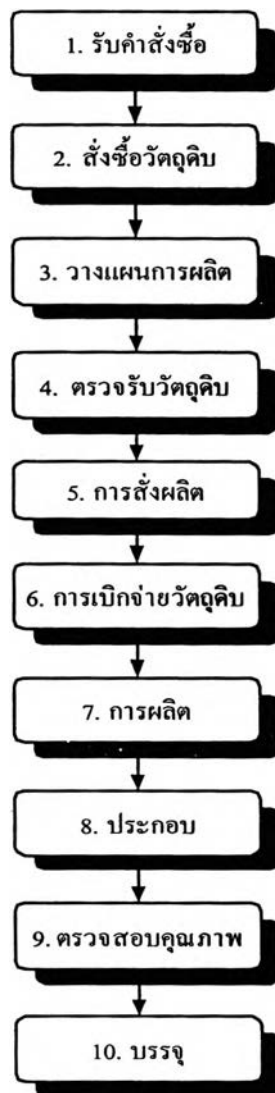 1. รับคำสั่งซื้อ
2. สั่งซื้อวัตถุดิบ
3. วางแผนการผลิต
4. ตรวจรับวัตถุดิบ
5. การสั่งผลิต
6. การเบิกจ่ายวัตถุดิบ
7. การผลิต
8. ประกอบ
9. ตรวจสอบคุณภาพ
10. บรรจุ